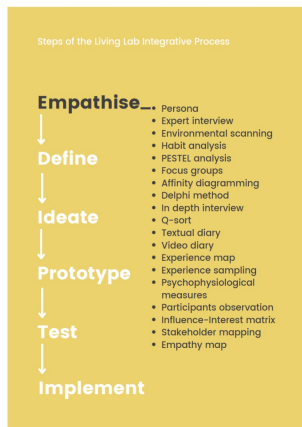 Steps of the Living Lab Integrative Process
Empathise_
• Persona
• Expert interview
• Environmental scanning
• Habit analysis
• PESTEL analysis
• Focus groups
• Affinity diagramming
• Delphi method
• In depth interview
• Q-sort
• Textual diary
• Video diary
• Experience map
• Experience sampling
• Psychophysiological
measures
• Participants observation
• Influence-Interest matrix
• Stakeholder mapping
• Empathy map
Define
Ideate
Prototype
Test
Implement